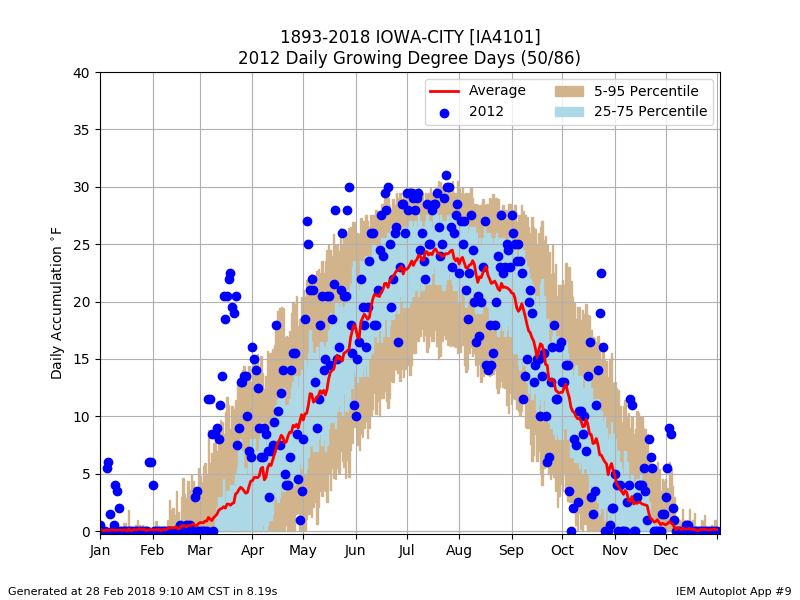 1893-2018 IOWA-CITY [IA4101]
2012 Daily Growing Degree Days (50/86)
Average
2012
5-95 Percentile
25-75 Percentile
Daily Accumulation °F
40
35
30
25
20
15
10
5
0
Jan Feb Mar Apr May Jun Jul Aug Sep Oct Nov Dec
Generated at 28 Feb 2018 9:10 AM CST in 8.19s
IEM Autoplot App #9